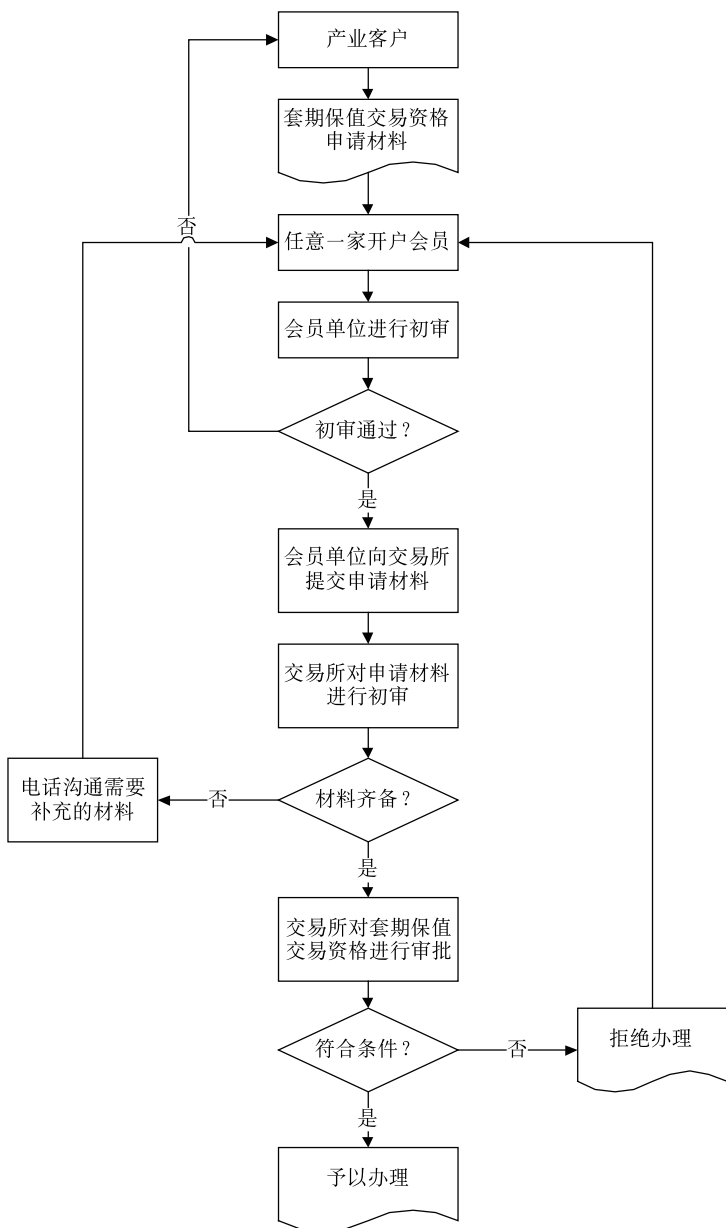 产业客户
套期保值交易资格
申请材料
否
任意一家开户会员
会员单位进行初审
初审通过？
是
会员单位向交易所
提交申请材料
交易所对申请材料
进行初审
电话沟通需要
补充的材料
否
材料齐备？
是
交易所对套期保值
交易资格进行审批
符合条件？
否
拒绝办理
是
予以办理